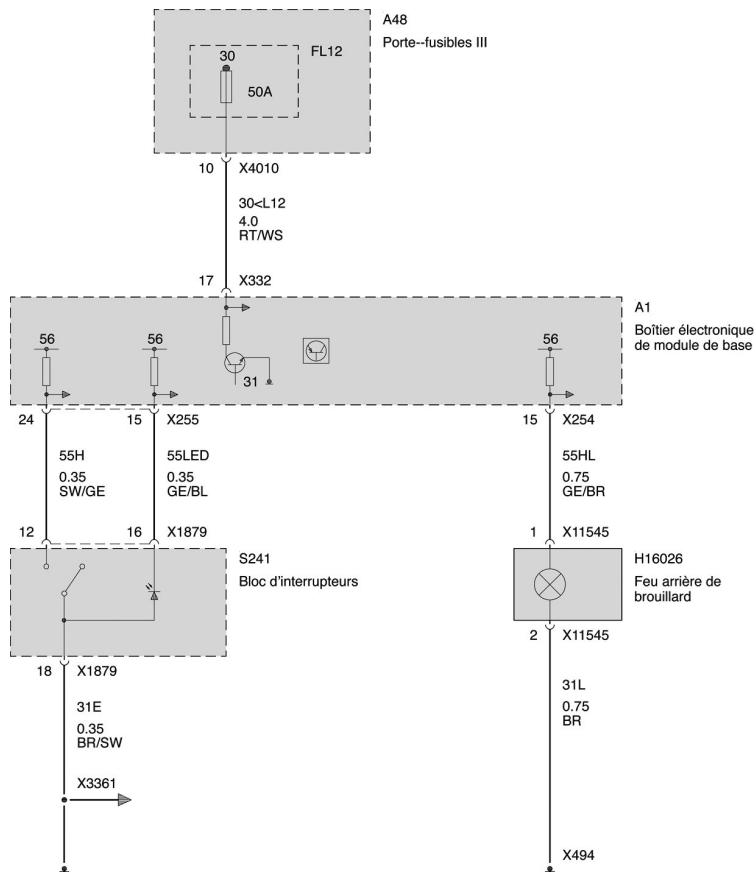 A48
Porte--fusibles III
FL12
30
50A
10 X4010
30<L12
4.0
RT/WS
17 X332
A1
Boîtier électronique
de module de base
56
56
56
31
24
15 X255
15 X254
55H
0.35
SW/GE
55LED
0.35
GE/BL
55HL
0.75
GE/BR
12
16 X1879
1 X11545
S241
Bloc d'interrupteurs
H16026
Feu arrière de
brouillard
18 X1879
2 X11545
31E
0.35
BR/SW
31L
0.75
BR
X3361
X494